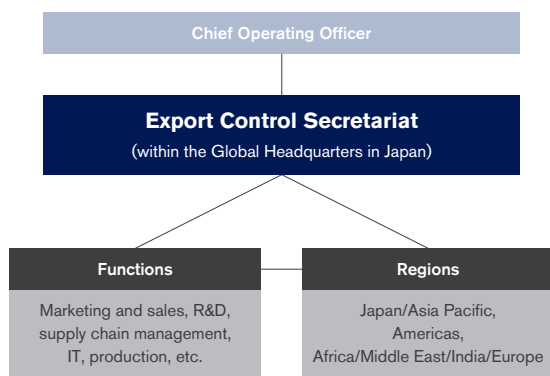 Chief Operating Officer
Export Control Secretariat
(within the Global Headquarters in Japan)
Functions
Marketing and sales, R&D,
supply chain management,
IT, production, etc.
Regions
Japan/Asia Pacific,
Americas,
Africa/Middle East/India/Europe